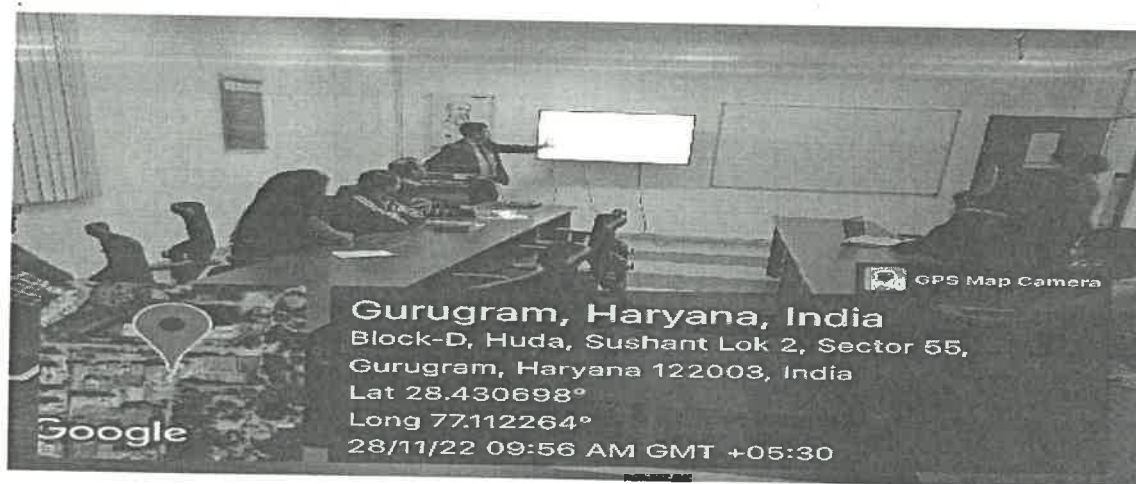 GPS Map Camera
Gurugram, Haryana, India
Block-D, Huda, Sushant Lok 2, Sector 55,
Gurugram, Haryana 122003, India
Lat 28.430698°
Long 77.112264°
28/11/22 09:56 AM GMT +05:30
Google